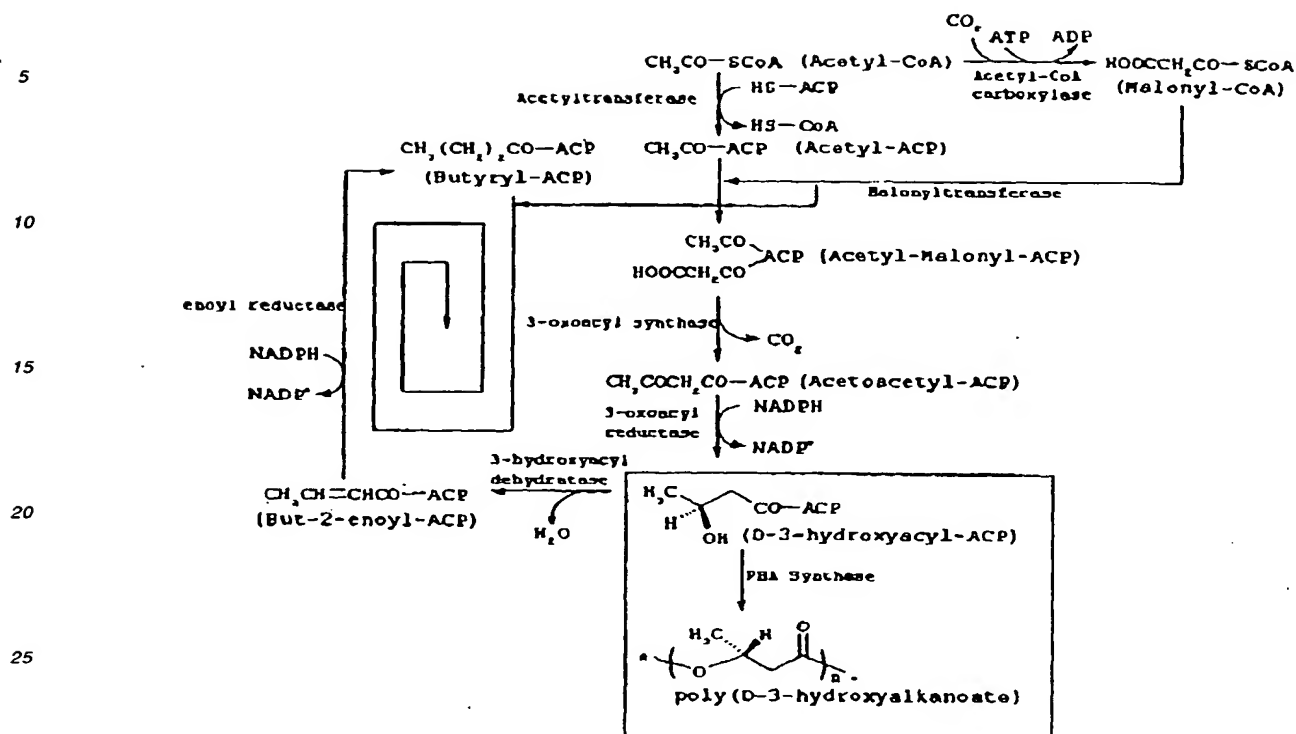 CO₂
ATP ADP
5
CH₃CO—SCoA (Acetyl-CoA)
HOOCCH₂CO—SCoA
(Malonyl-CoA)
Acetyl-CoA
carboxylase
Acetyltransferase
HS—ACP
HS—CoA
CH₃(CH₂)₂CO—ACP
(Butyryl-ACP)
CH₃CO—ACP (Acetyl-ACP)
Malonyltransferase
10
CH₃CO
HOOCCH₂CO
ACP (Acetyl-Malonyl-ACP)
enoyl reductase
3-oxoacyl synthase
CO₂
15
NADPH
NADP⁺
CH₃COCH₂CO—ACP (Acetoacetyl-ACP)
3-oxoacyl
reductase
NADPH
NADP⁺
3-hydroxyacyl
dehydratase
H₂O
20
CH₃CH=CHCO—ACP
(But-2-enoyl-ACP)
H₃C
CO—ACP
H
OH (D-3-hydroxyacyl-ACP)
PHA Synthase
25
H₃C H O
* ( O ) n *
poly(D-3-hydroxyalkanoate)